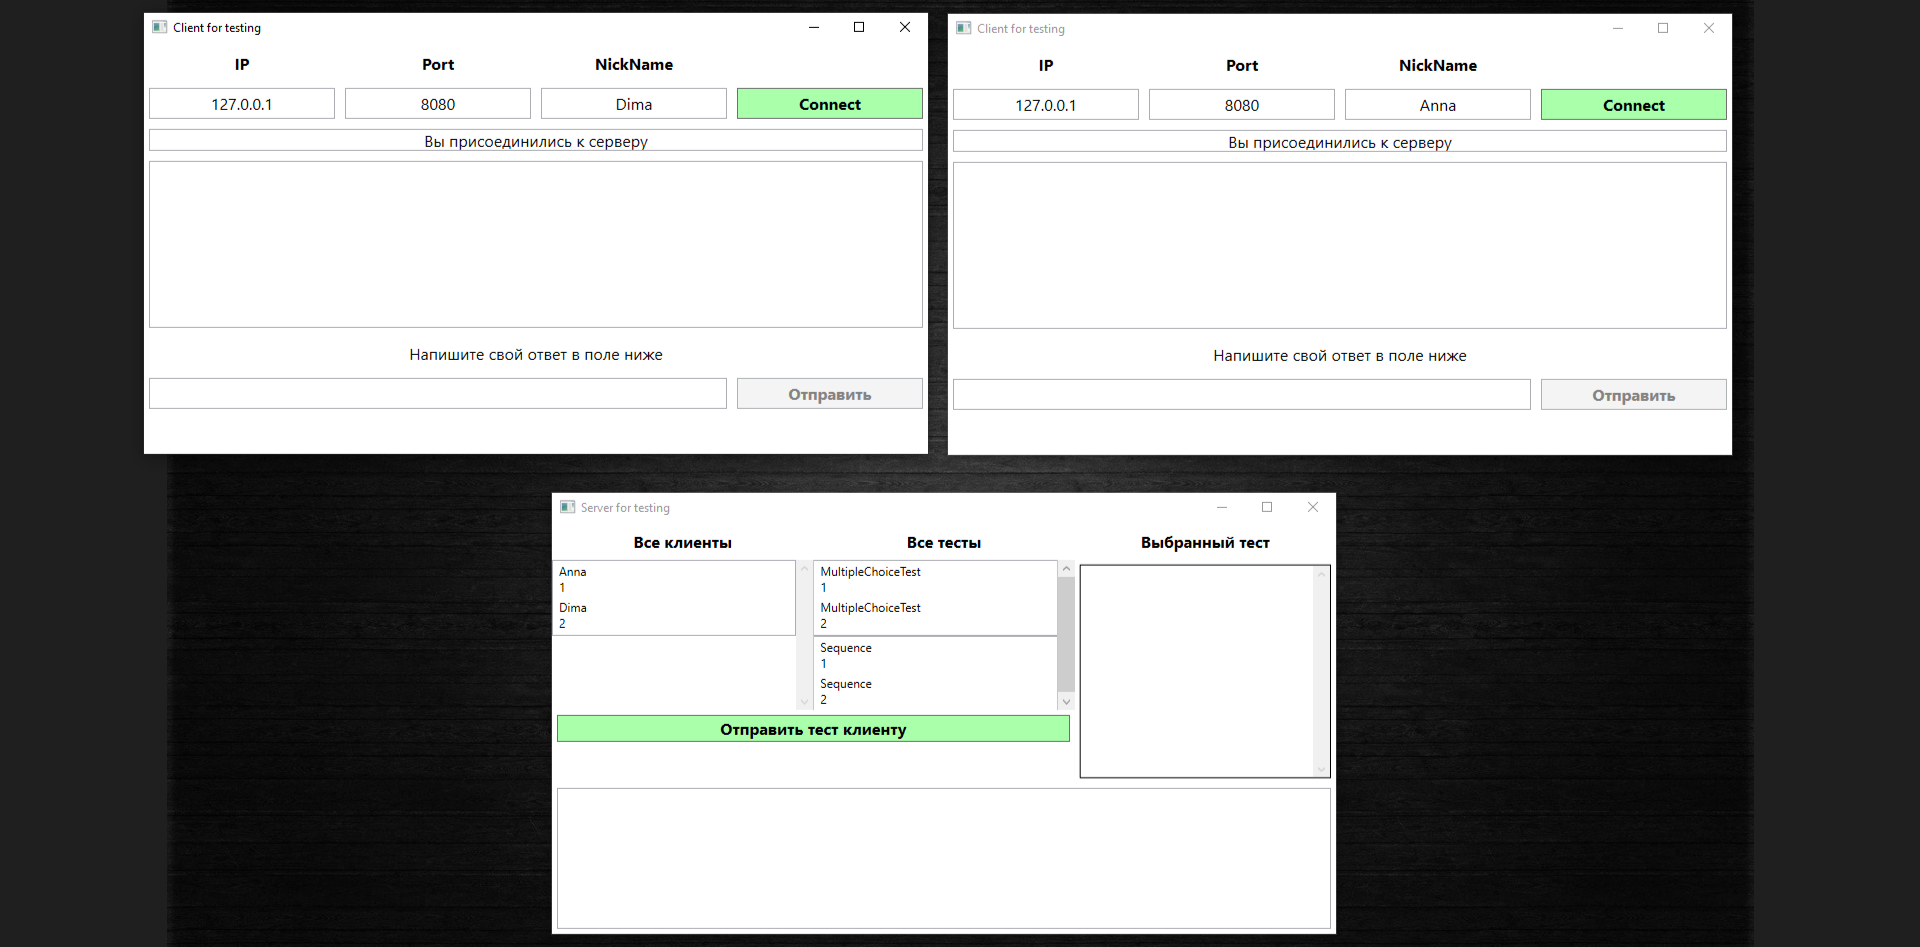 Client for testing
IP Port NickName
127.0.0.1 8080 Dima Connect
Вы присоединились к серверу
Напишите свой ответ в поле ниже
Отправить
Client for testing
IP Port NickName
127.0.0.1 8080 Anna Connect
Вы присоединились к серверу
Напишите свой ответ в поле ниже
Отправить
Server for testing
Все клиенты
Anna
1
Dima
2
Все тесты
MultipleChoiceTest
1
MultipleChoiceTest
2
Sequence
1
Sequence
2
Выбранный тест
Отправить тест клиенту